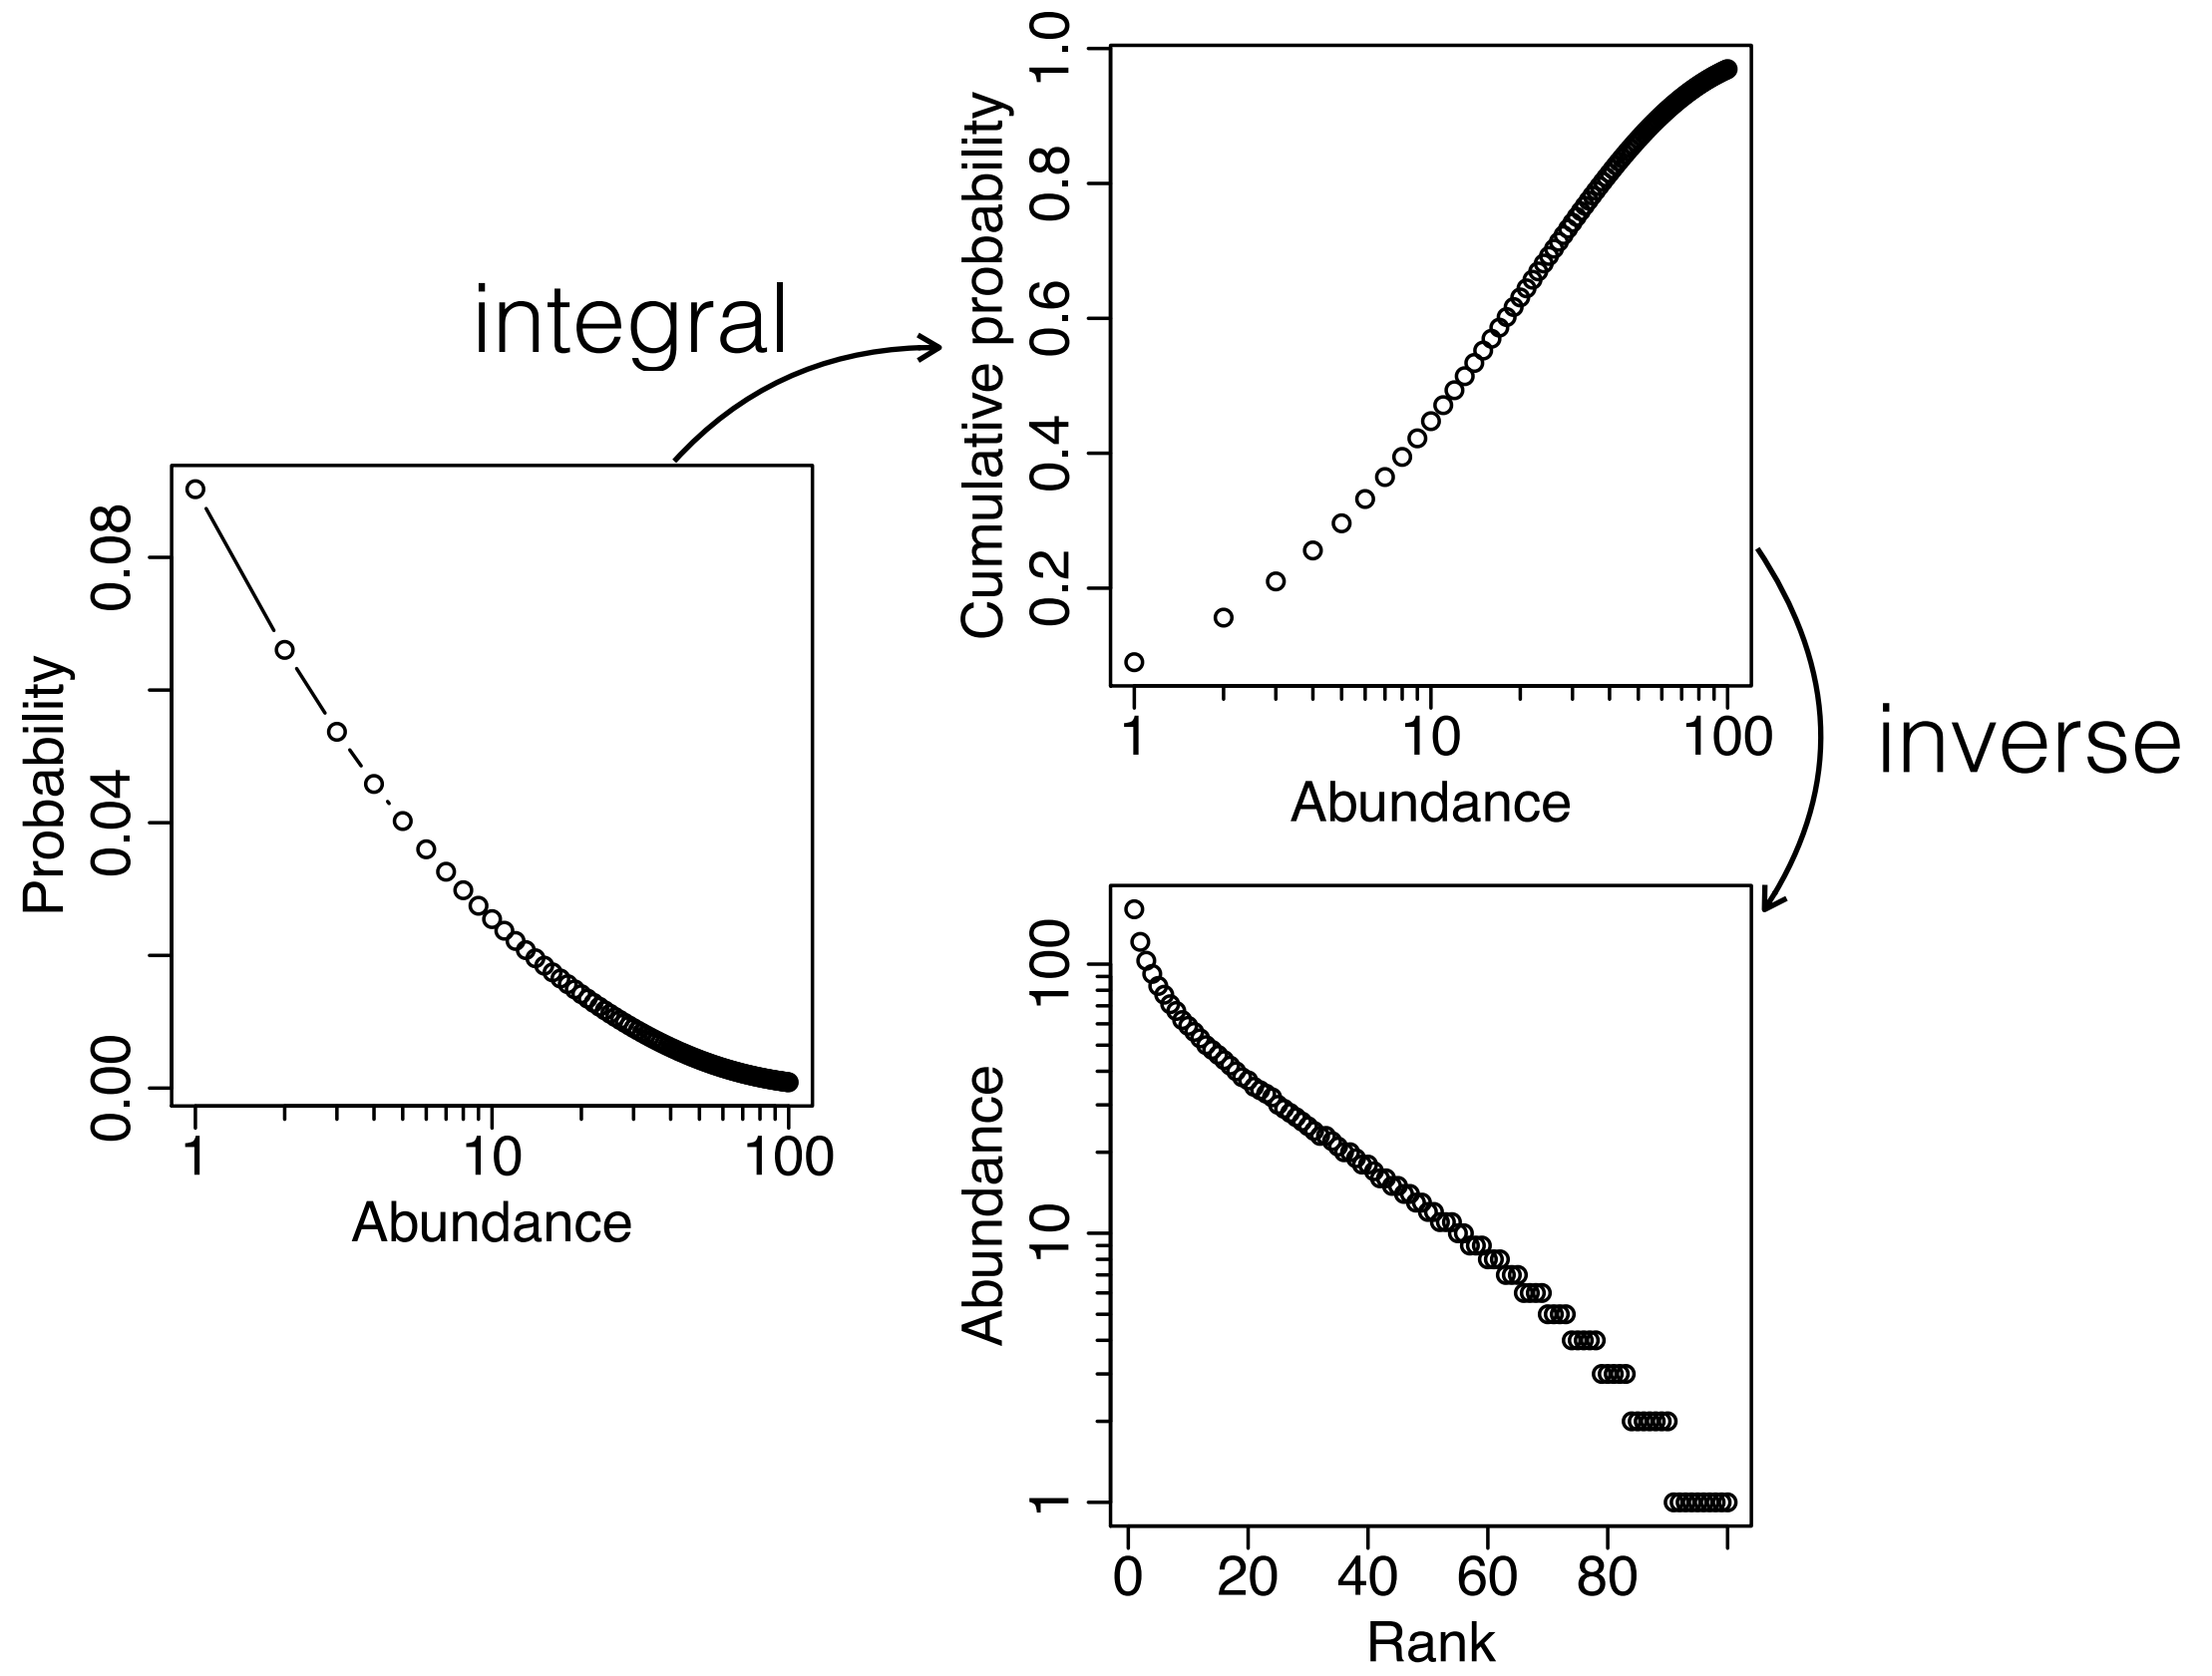 integral
Probability
0.00
0.04
0.08
1 10 100
Abundance
Cumulative probability
0.2
0.4
0.6
0.8
1.0
1 10 100
Abundance
inverse
Abundance
1
10
100
0 20 40 60 80
Rank